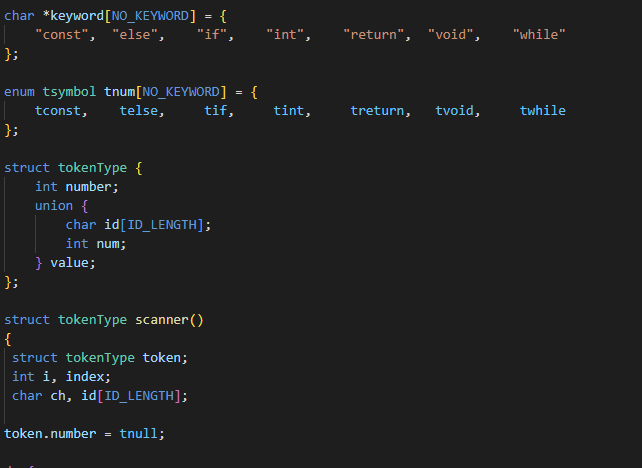 char *keyword[NO_KEYWORD] = {
"const", "else", "if", "int", "return", "void", "while"
};
enum tsymbol tnum[NO_KEYWORD] = {
tconst, telse, tif, tint, treturn, tvoid, twhile
};
struct tokenType {
int number;
union {
char id[ID_LENGTH];
int num;
} value;
};
struct tokenType scanner()
{
struct tokenType token;
int i, index;
char ch, id[ID_LENGTH];
token.number = tnull;